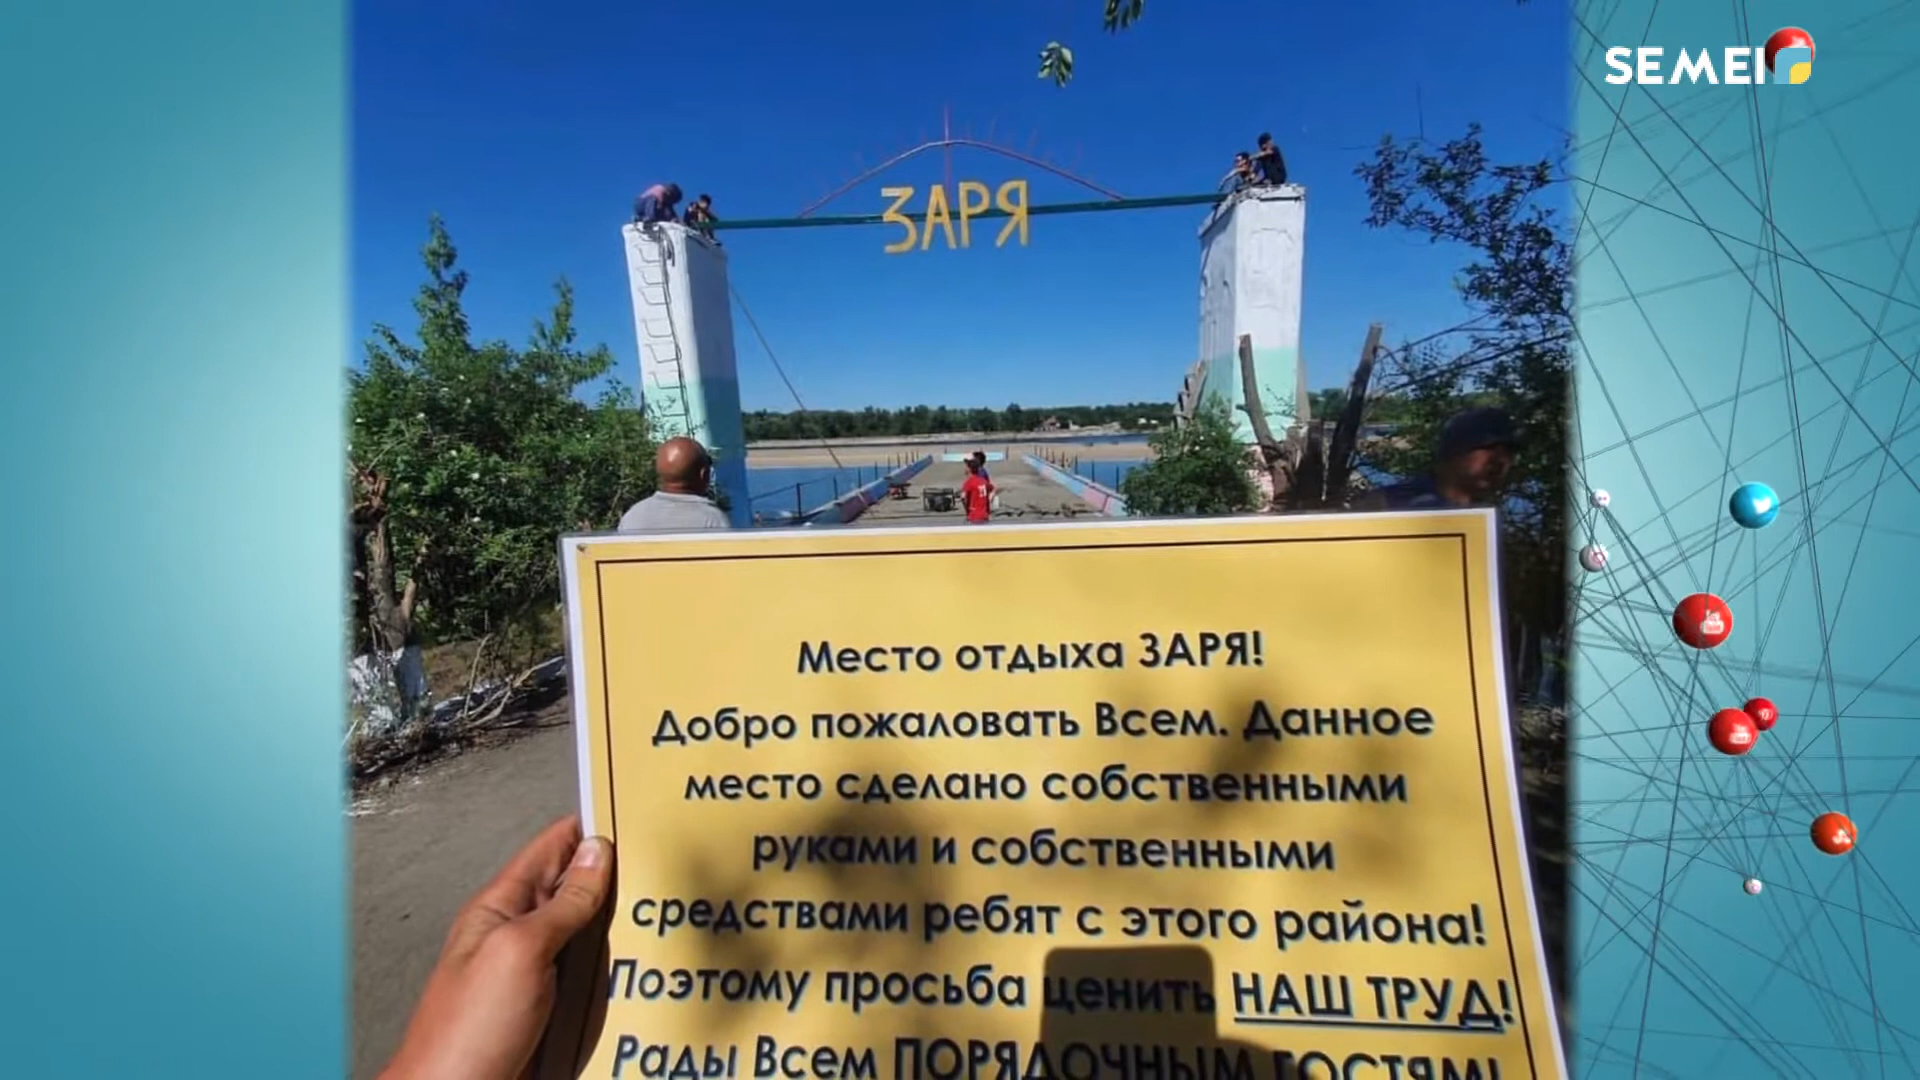 SEMEI
ЗАРЯ
Место отдыха ЗАРЯ!
Добро пожаловать Всем. Данное
место сделано собственными
руками и собственными
средствами ребят с этого района!
Поэтому просьба ценить НАШ ТРУД!
Рады Всем ПОРЯДОЧНЫМ ГОСТЯМ!